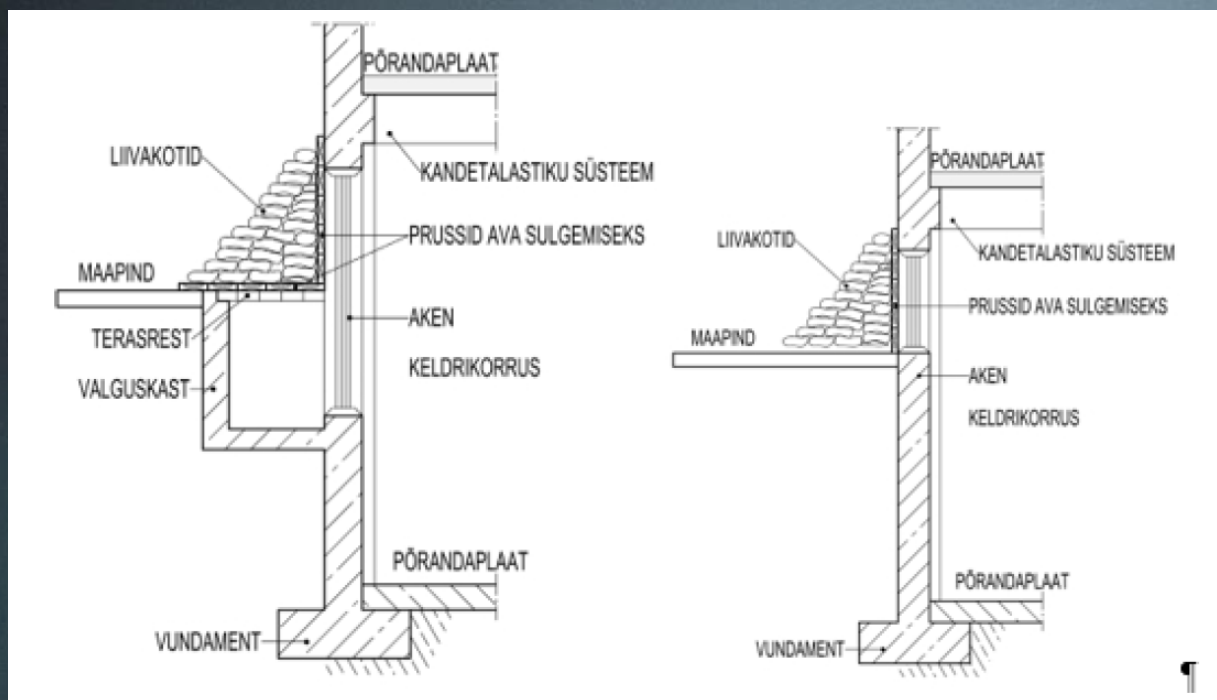 PÕRANDAPLAAT
LIIVAKOTID
KANDETALASTIKU SÜSTEEM
PRUSSID AVA SULGEMISEKS
MAAPIND
AKEN
TERASREST
KELDRIKORRUS
VALGUSKAST
PÕRANDAPLAAT
VUNDAMENT
PÕRANDAPLAAT
LIIVAKOTID
KANDETALASTIKU SÜSTEEM
PRUSSID AVA SULGEMISEKS
MAAPIND
AKEN
KELDRIKORRUS
PÕRANDAPLAAT
VUNDAMENT
¶